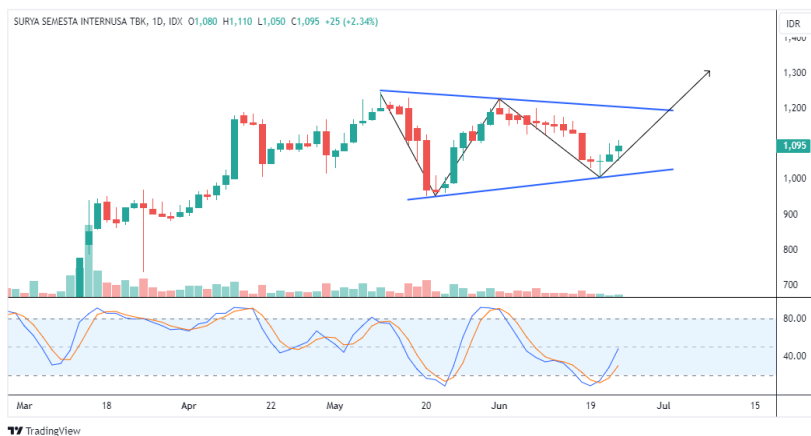 SURYA SEMESTA INTERNUSA TBK, 1D, IDX O1,080 H1,110 L1,050 C1,095 +25 (+2.34%)
IDR
1,400
1,300
1,200
1,095
1,000
900
800
700
80.00
40.00
Mar 18 Apr 22 May 20 Jun 19 Jul 15
TradingView